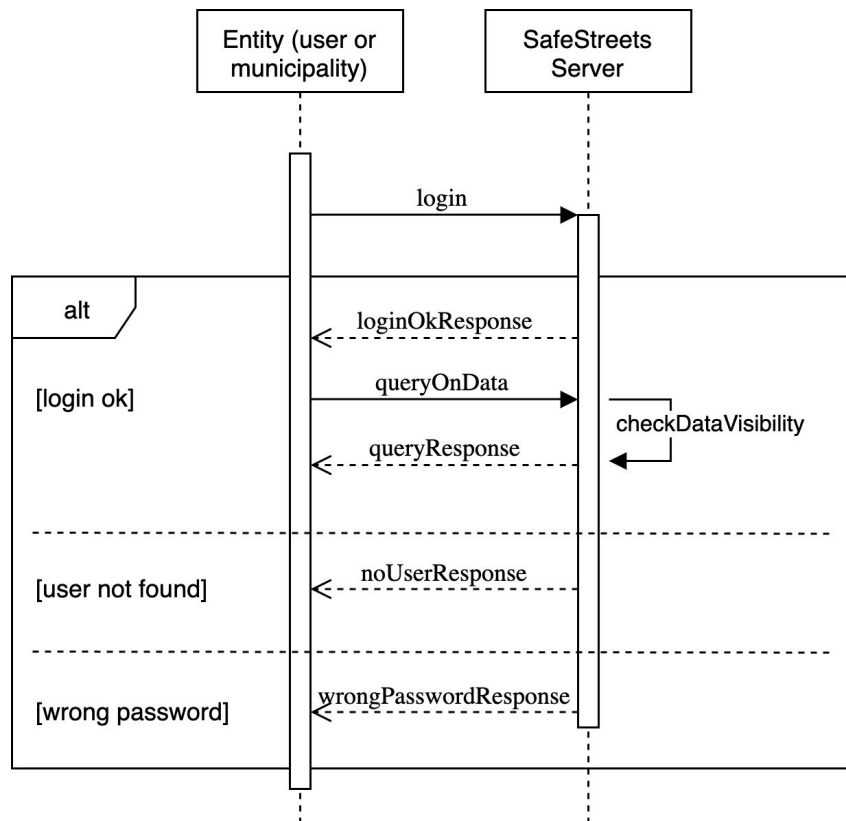 Entity (user or
municipality)
SafeStreets
Server
login
alt
loginOkResponse
[login ok]
queryOnData
checkDataVisibility
queryResponse
[user not found]
noUserResponse
[wrong password]
wrongPasswordResponse